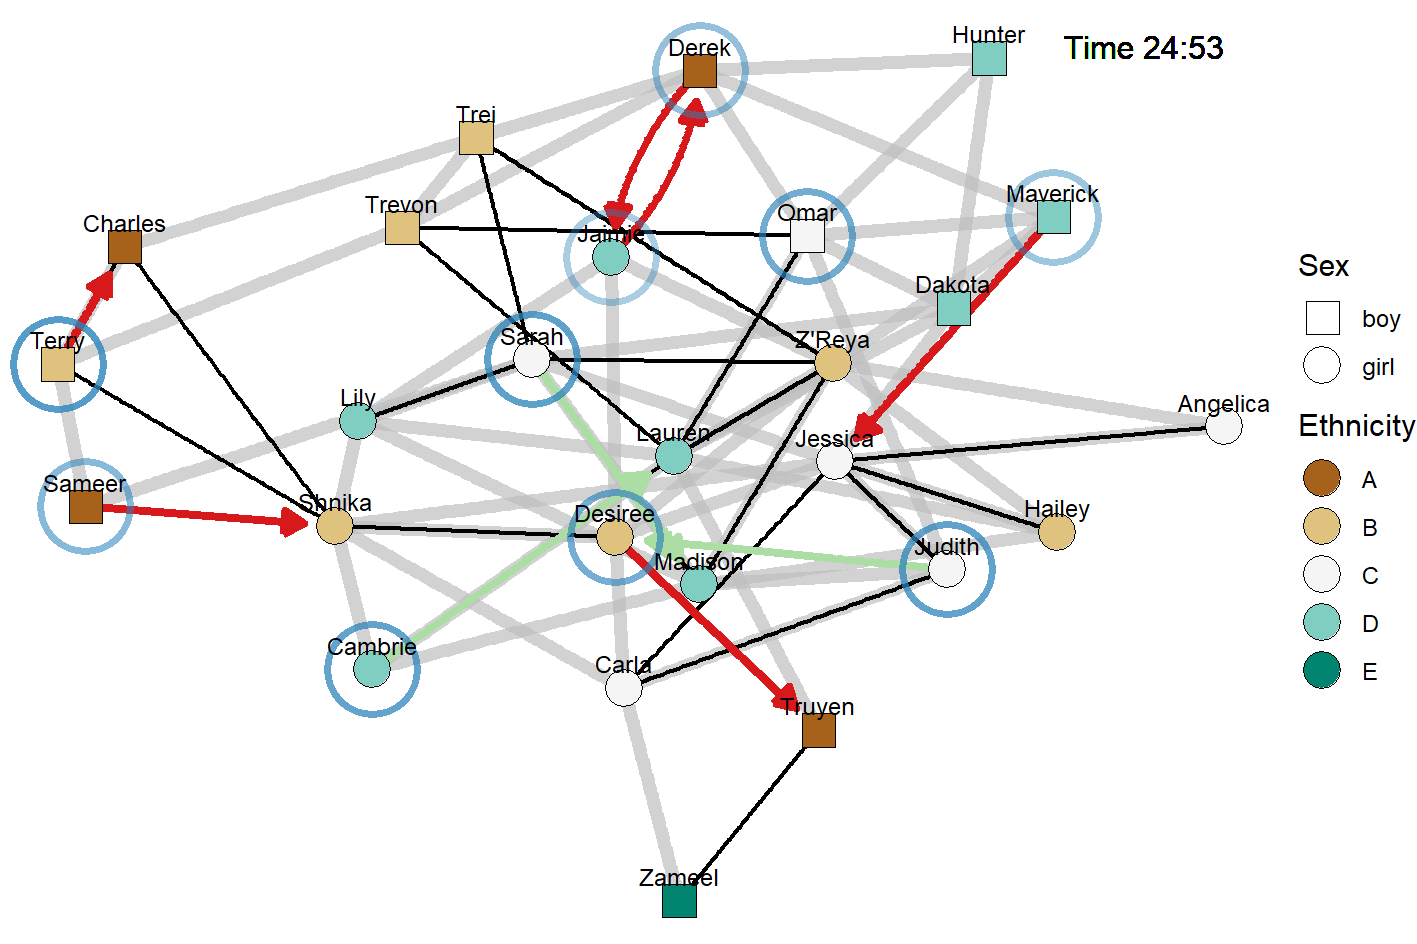 Hunter
Time 24:53
Derek
Trei
Maverick
Trevon
Omar
Charles
Jaimie
Sex
Dakota
boy
Terry
Sarah
Z'Reya
girl
Lily
Angelica
Ethnicity
Lauren
Jessica
A
Sameer
Shnika
Desiree
Hailey
B
Judith
Madison
C
D
Cambrie
Carla
E
Truyen
Zameel